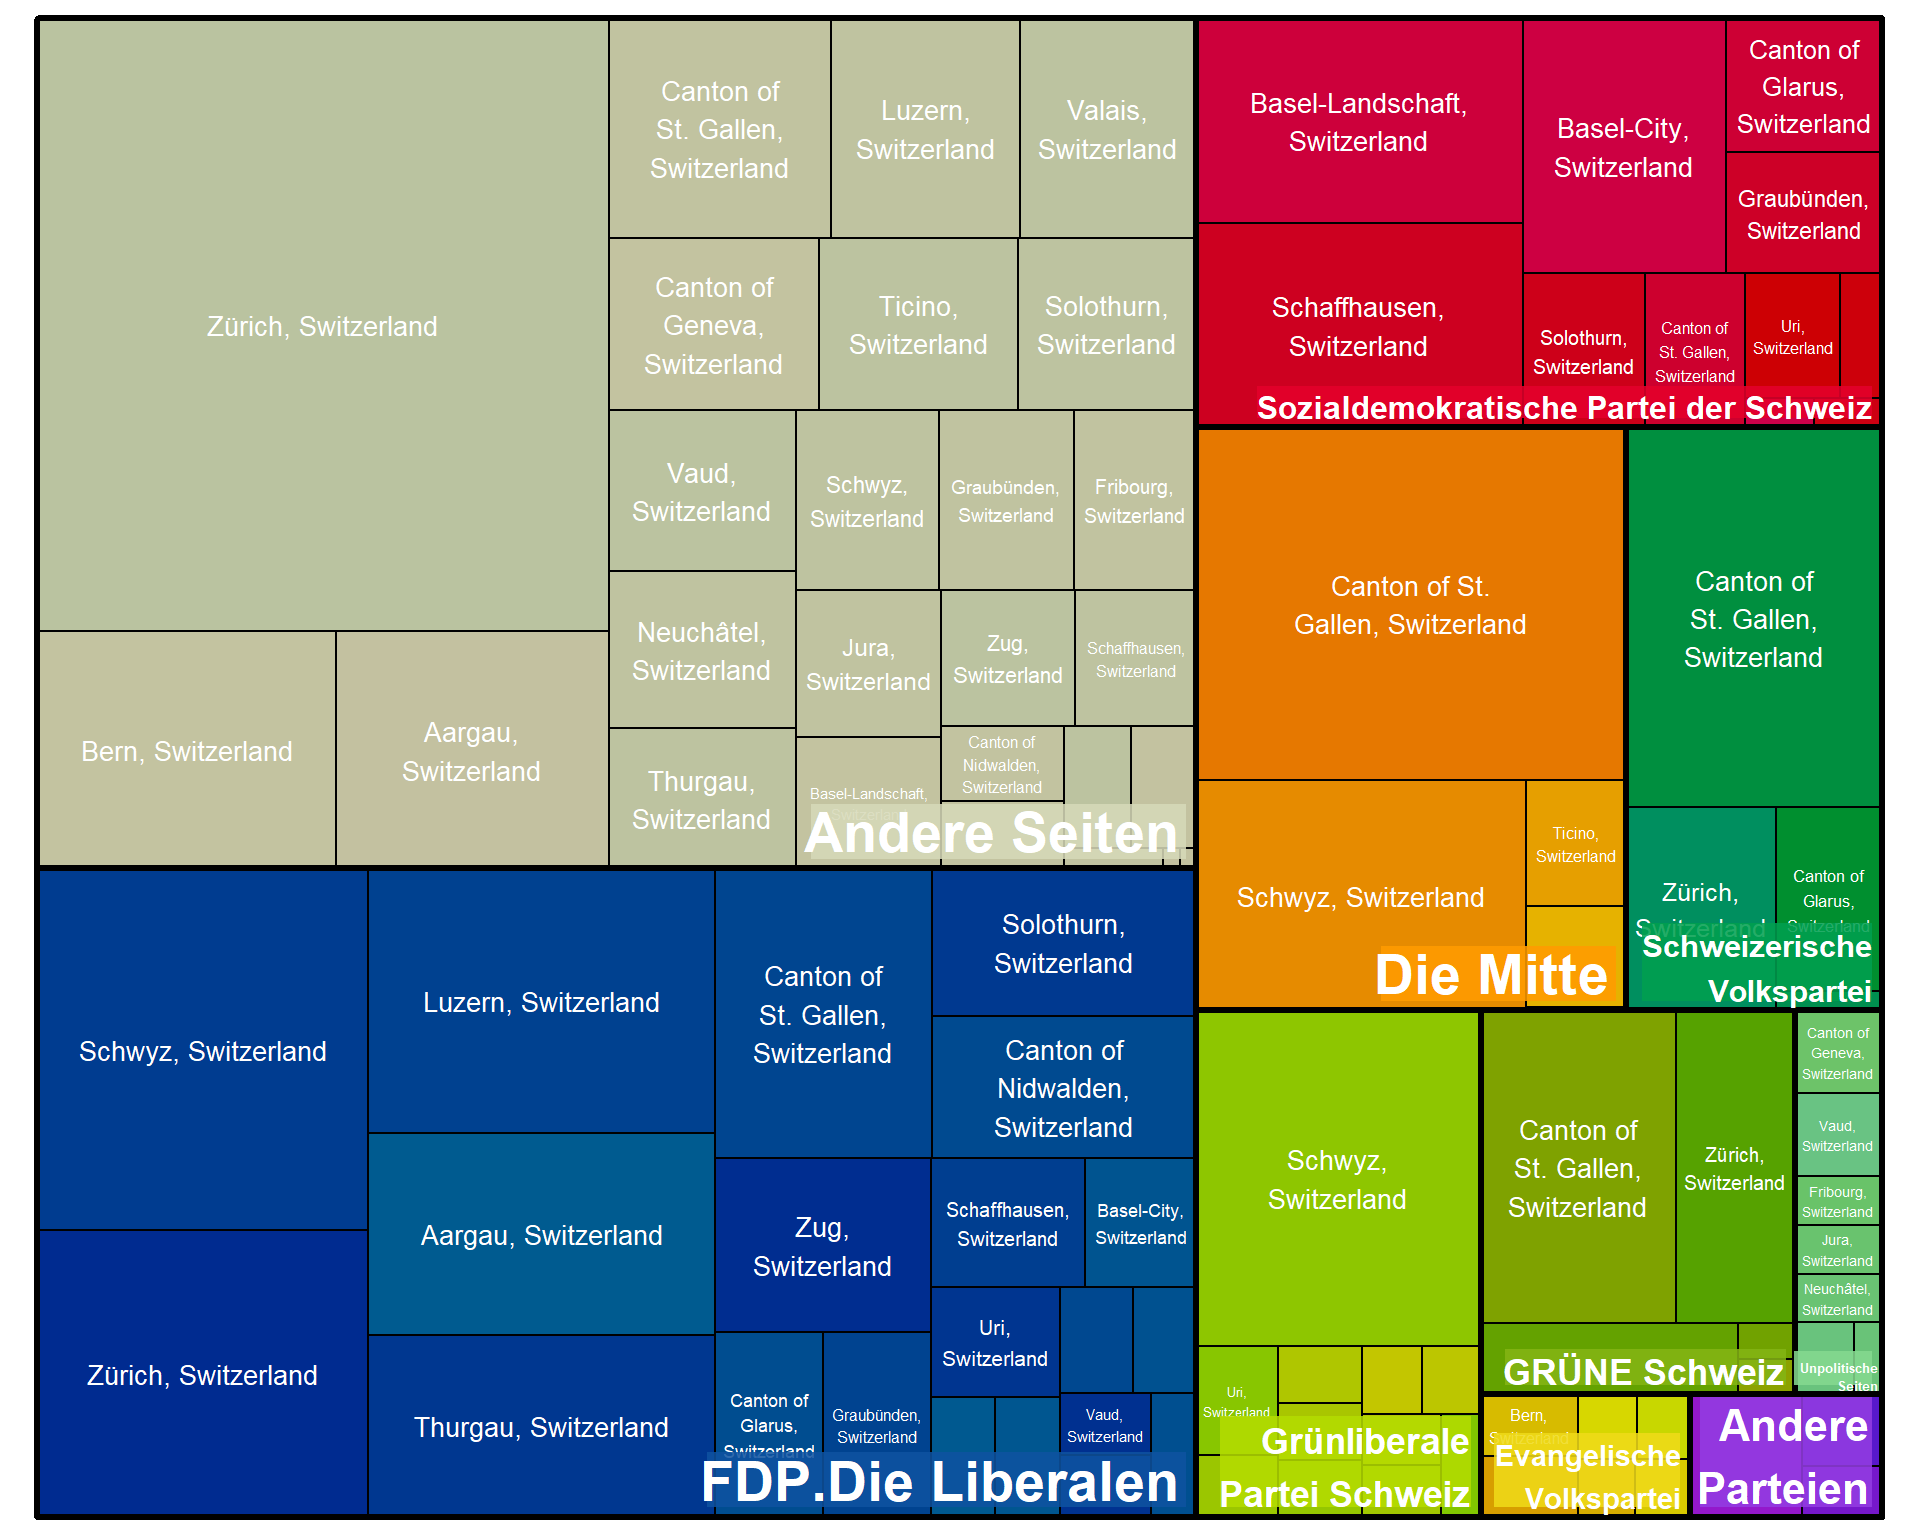 Zürich, Switzerland
Bern, Switzerland
Aargau,
Switzerland
Canton of
St. Gallen,
Switzerland
Luzern,
Switzerland
Valais,
Switzerland
Canton of
Geneva,
Switzerland
Ticino,
Switzerland
Solothurn,
Switzerland
Vaud,
Switzerland
Schwyz,
Switzerland
Graubünden,
Switzerland
Fribourg,
Switzerland
Neuchâtel,
Switzerland
Jura,
Switzerland
Zug,
Switzerland
Schaffhausen,
Switzerland
Thurgau,
Switzerland
Basel-Landschaft,
Switzerland
Canton of
Nidwalden,
Switzerland
Andere Seiten
Schwyz, Switzerland
Zürich, Switzerland
Luzern, Switzerland
Aargau, Switzerland
Thurgau, Switzerland
Canton of
St. Gallen,
Switzerland
Solothurn,
Switzerland
Canton of
Nidwalden,
Switzerland
Zug,
Switzerland
Schaffhausen,
Switzerland
Basel-City,
Switzerland
Uri,
Switzerland
Canton of
Glarus,
Switzerland
Graubünden,
Switzerland
Vaud,
Switzerland
FDP.Die Liberalen
Basel-Landschaft,
Switzerland
Schaffhausen,
Switzerland
Basel-City,
Switzerland
Canton of
Glarus,
Switzerland
Graubünden,
Switzerland
Solothurn,
Switzerland
Canton of
St. Gallen,
Switzerland
Uri,
Switzerland
Sozialdemokratische Partei der Schweiz
Canton of St.
Gallen, Switzerland
Schwyz, Switzerland
Ticino,
Switzerland
Die Mitte
Canton of
St. Gallen,
Switzerland
Zürich,
Switzerland
Canton of
Glarus,
Switzerland
Schweizerische
Volkspartei
Schwyz,
Switzerland
Uri,
Switzerland
Grünliberale
Partei Schweiz
Canton of
St. Gallen,
Switzerland
Zürich,
Switzerland
GRÜNE Schweiz
Canton of
Geneva,
Switzerland
Vaud,
Switzerland
Fribourg,
Switzerland
Jura,
Switzerland
Neuchâtel,
Switzerland
Unpolitische
Seiten
Bern,
Switzerland
Evangelische
Volkspartei
Andere
Parteien